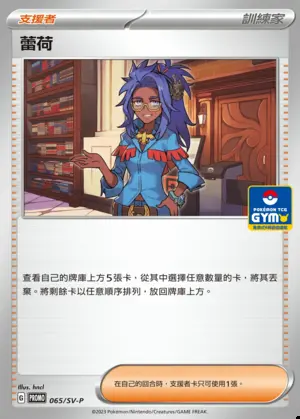 支援者
訓練家
蕾荷
POKÉMON TCG
GYM
查看自己的牌庫上方5張卡,從其中選擇任意數量的卡,將其丟
棄。將剩餘卡以任意順序排列,放回牌庫上方。
Illus. hncl
G PROMO 065/SV-P
在自己的回合時,支援者卡只可使用1張。
©2023 Pokémon/Nintendo/Creatures/GAME FREAK.